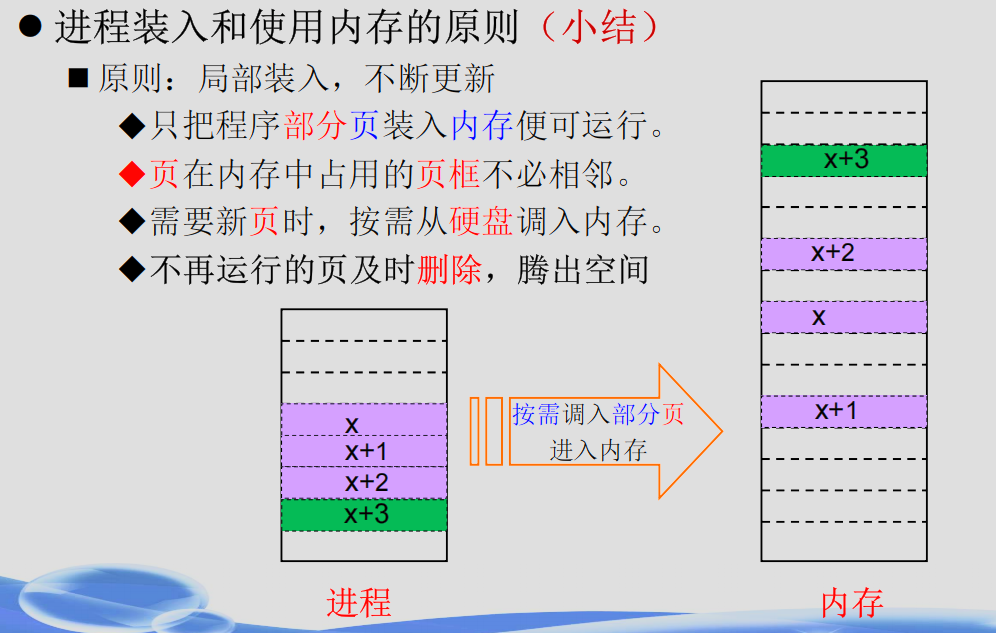 ● 进程装入和使用内存的原则（小结）
■ 原则：局部装入，不断更新
◆只把程序部分页装入内存便可运行。
◆页在内存中占用的页框不必相邻。
◆需要新页时，按需从硬盘调入内存。
◆不再运行的页及时删除，腾出空间
x
x+1
x+2
x+3
进程
按需调入部分页
进入内存
x+3
x+2
x
x+1
内存